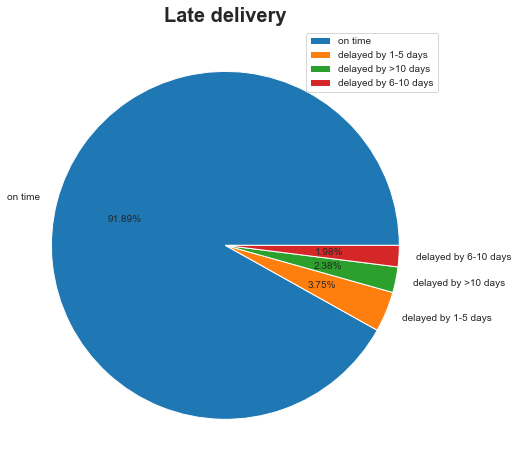 Late delivery
on time
delayed by 1-5 days
delayed by >10 days
delayed by 6-10 days
on time
91.89%
1.98%
2.38%
3.75%
delayed by 6-10 days
delayed by >10 days
delayed by 1-5 days